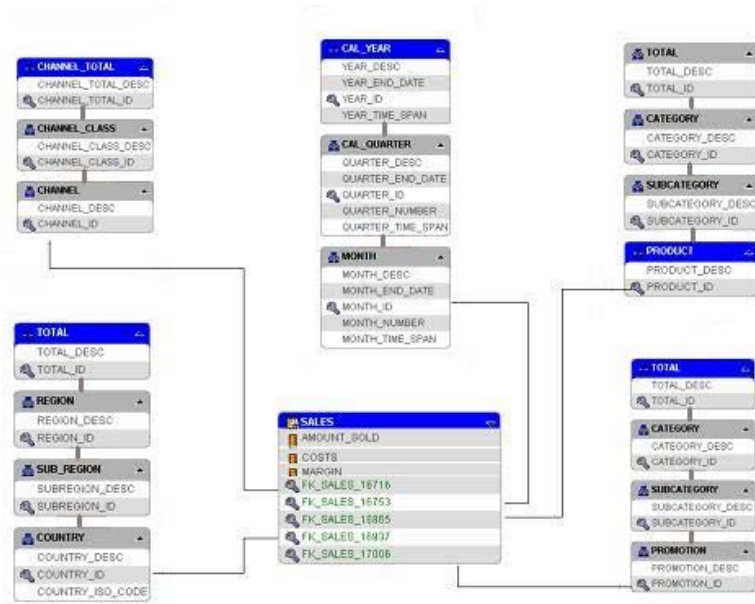 CHANNEL_TOTAL
CHANNEL_TOTAL_DESC
CHANNEL_TOTAL_ID
CHANNEL_CLASS
CHANNEL_CLASS_DESC
CHANNEL_CLASS_ID
CHANNEL
CHANNEL_DESC
CHANNEL_ID
CAL_YEAR
YEAR_DESC
YEAR_END_DATE
YEAR_ID
YEAR_TIME_SPAN
CAL_QUARTER
QUARTER_DESC
QUARTER_END_DATE
QUARTER_ID
QUARTER_NUMBER
QUARTER_TIME_SPAN
MONTH
MONTH_DESC
MONTH_END_DATE
MONTH_ID
MONTH_NUMBER
MONTH_TIME_SPAN
TOTAL
TOTAL_DESC
TOTAL_ID
CATEGORY
CATEGORY_DESC
CATEGORY_ID
SUBCATEGORY
SUBCATEGORY_DESC
SUBCATEGORY_ID
PRODUCT
PRODUCT_DESC
PRODUCT_ID
TOTAL
TOTAL_DESC
TOTAL_ID
REGION
REGION_DESC
REGION_ID
SUB_REGION
SUBREGION_DESC
SUBREGION_ID
COUNTRY
COUNTRY_DESC
COUNTRY_ID
COUNTRY_ISO_CODE
SALES
AMOUNT_SOLD
COSTS
MARGIN
FK_SALES_16716
FK_SALES_16753
FK_SALES_16865
FK_SALES_16937
FK_SALES_17006
TOTAL
TOTAL_DESC
TOTAL_ID
CATEGORY
CATEGORY_DESC
CATEGORY_ID
SUBCATEGORY
SUBCATEGORY_DESC
SUBCATEGORY_ID
PROMOTION
PROMOTION_DESC
PROMOTION_ID